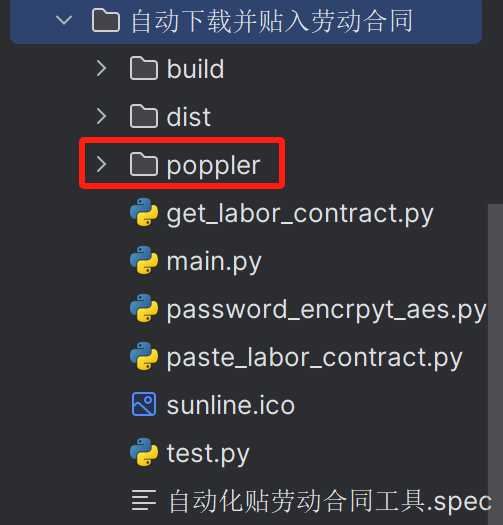 自动下载并贴入劳动合同
build
dist
poppler
get_labor_contract.py
main.py
password_encrpyt_aes.py
paste_labor_contract.py
sunline.ico
test.py
自动化贴劳动合同工具.spec